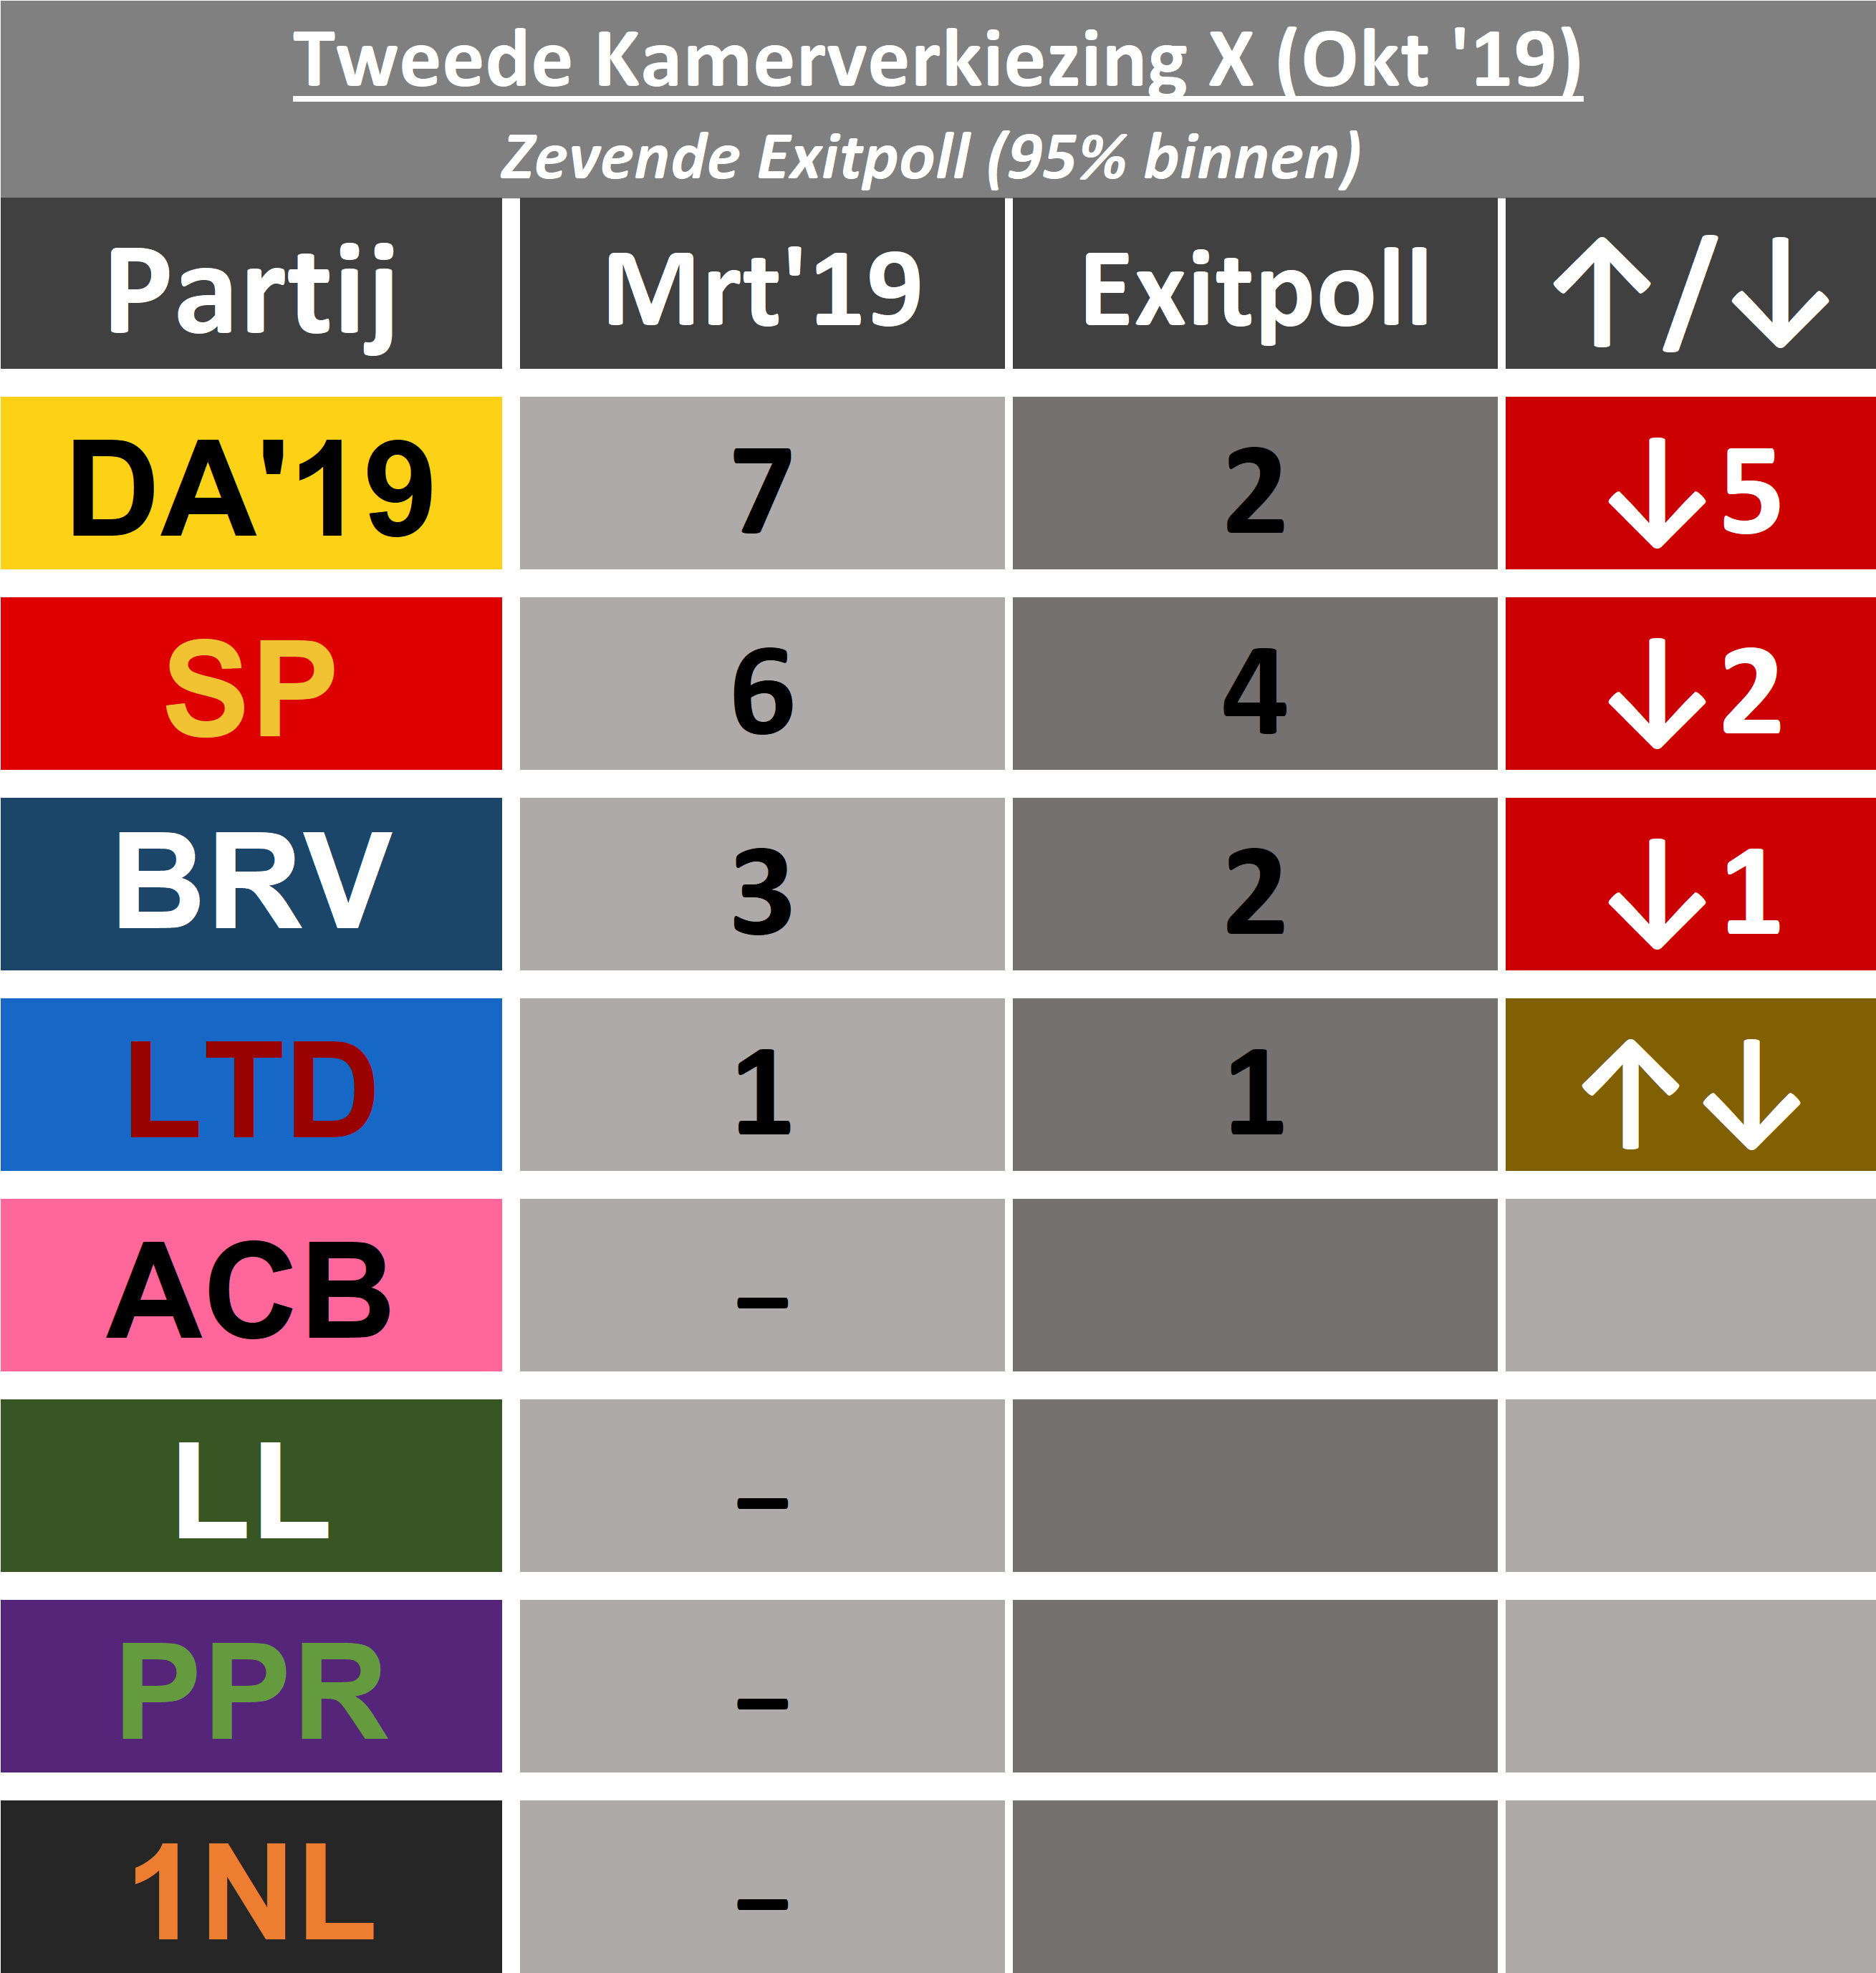 Tweede Kamerverkiezing X (Okt '19)
Zevende Exitpoll (95% binnen)
Partij Mrt'19 Exitpoll ↑/↓
DA'19 7 2 ↓5
SP 6 4 ↓2
BRV 3 2 ↓1
LTD 1 1 ↑↓
ACB –
LL –
PPR –
1NL –